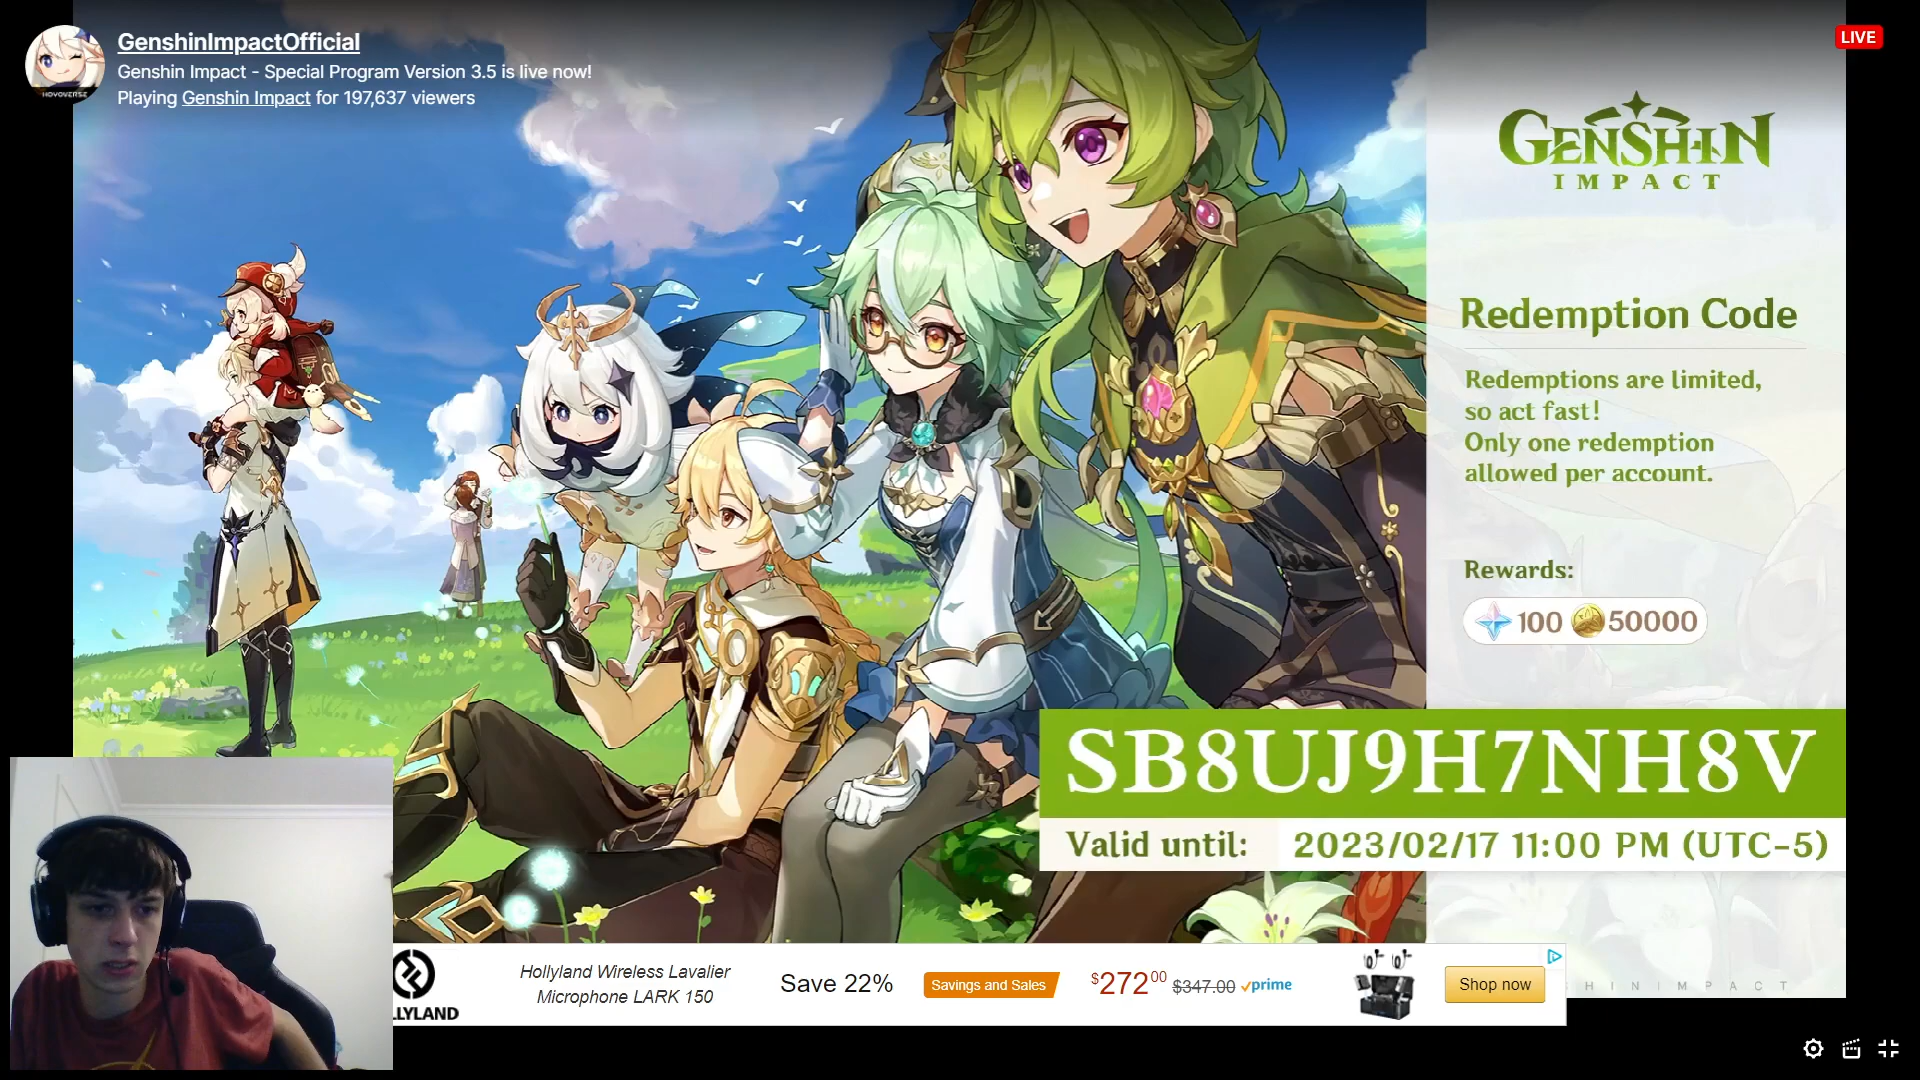 GenshinImpactOfficial
Genshin Impact - Special Program Version 3.5 is live now!
Playing Genshin Impact for 197,637 viewers
HOYOVERSE
LIVE
GENSHIN
IMPACT
Redemption Code
Redemptions are limited,
so act fast!
Only one redemption
allowed per account.
Rewards:
100 50000
SB8UJ9H7NH8V
Valid until: 2023/02/17 11:00 PM (UTC-5)
LLYLAND
Hollyland Wireless Lavalier
Microphone LARK 150
Save 22%
Savings and Sales
$27200 $347.00 prime
Shop now
H I N I M P A C T